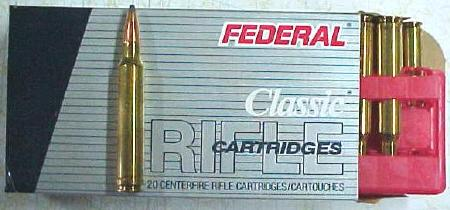 FEDERAL
Classic
RIFLE
CARTRIDGES
20 CENTERFIRE RIFLE CARTRIDGES/CARTOUCHES